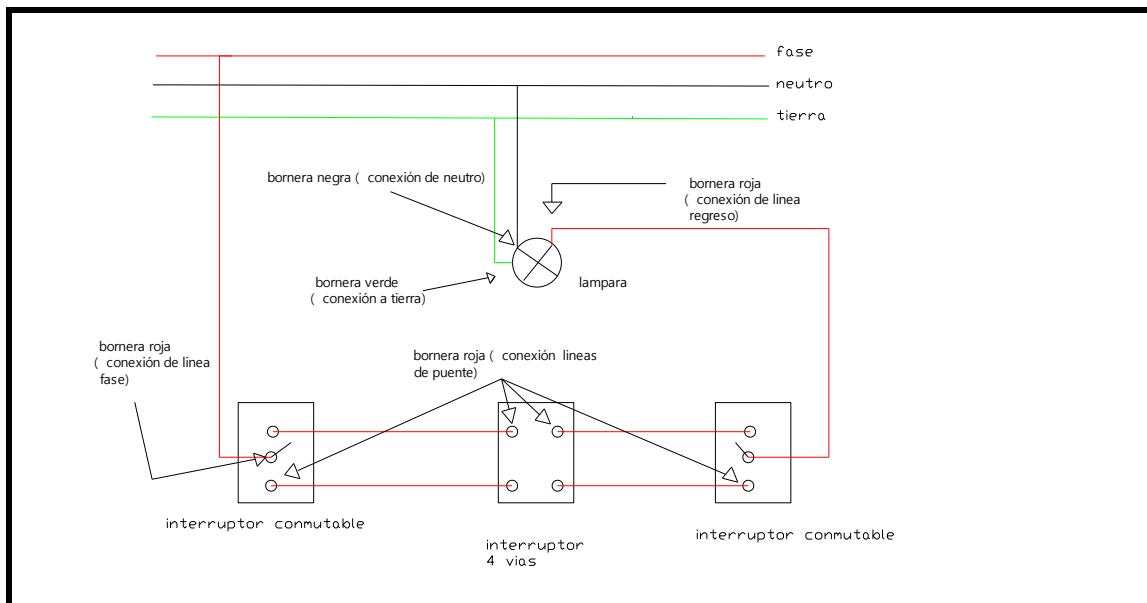 fase
neutro
tierra
bornera negra ( conexión de neutro)
bornera roja
( conexión de linea
regreso)
bornera verde
( conexión a tierra)
lampara
bornera roja
( conexión de linea
fase)
bornera roja ( conexión lineas
de puente)
interruptor conmutable
interruptor
4 vias
interruptor conmutable